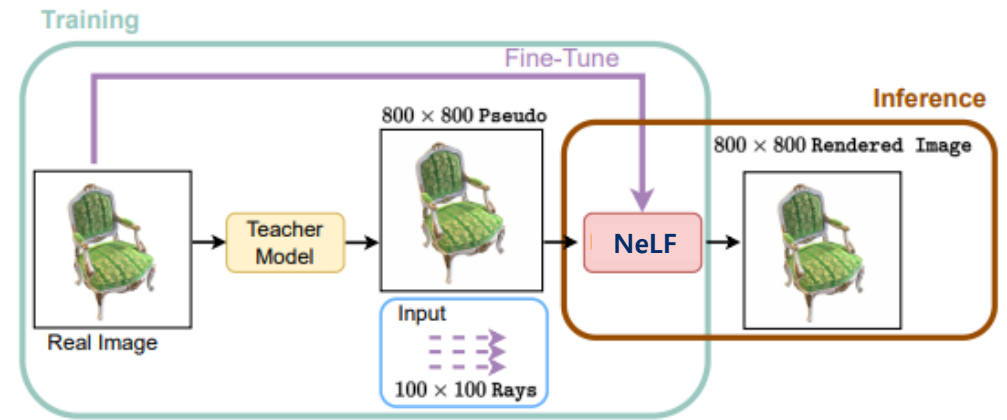 Training
Fine-Tune
Inference
800 × 800 Pseudo
800 × 800 Rendered Image
Teacher
Model
NeLF
Real Image
Input
100 × 100 Rays